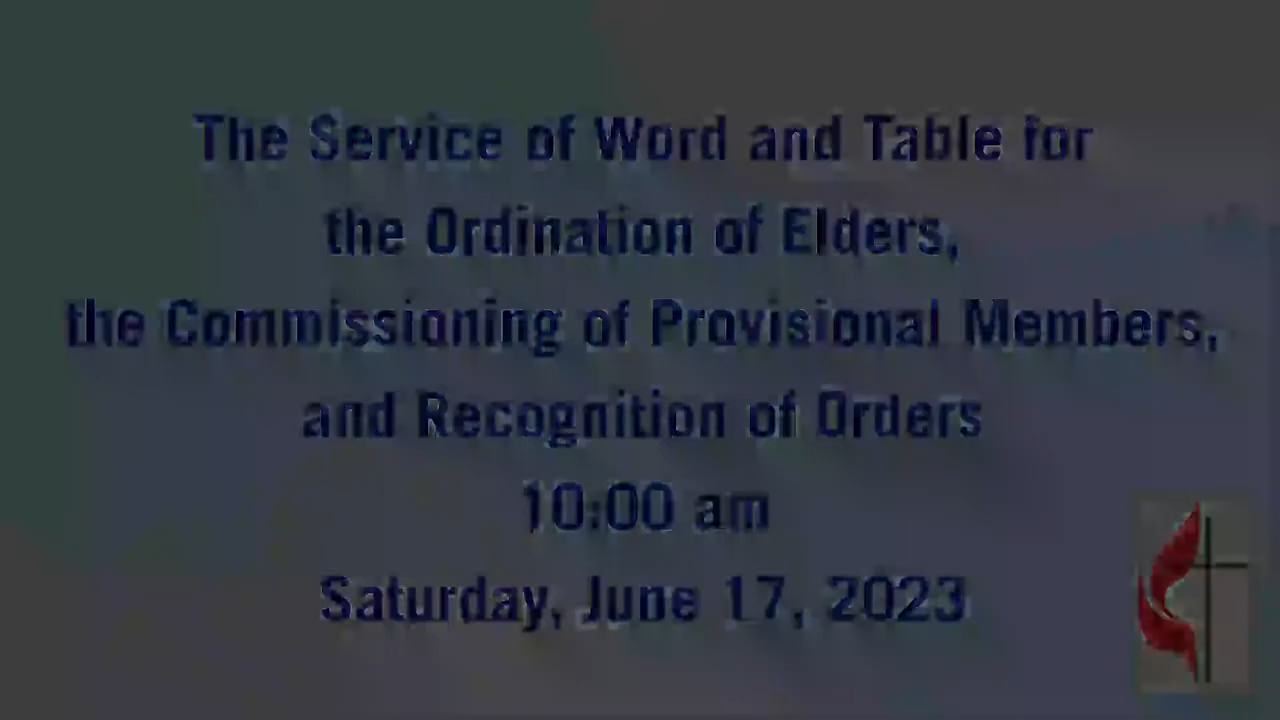 The Service of Word and Table for
the Ordination of Elders,
the Commissioning of Provisional Members,
and Recognition of Orders
10:00 am
Saturday, June 17, 2023